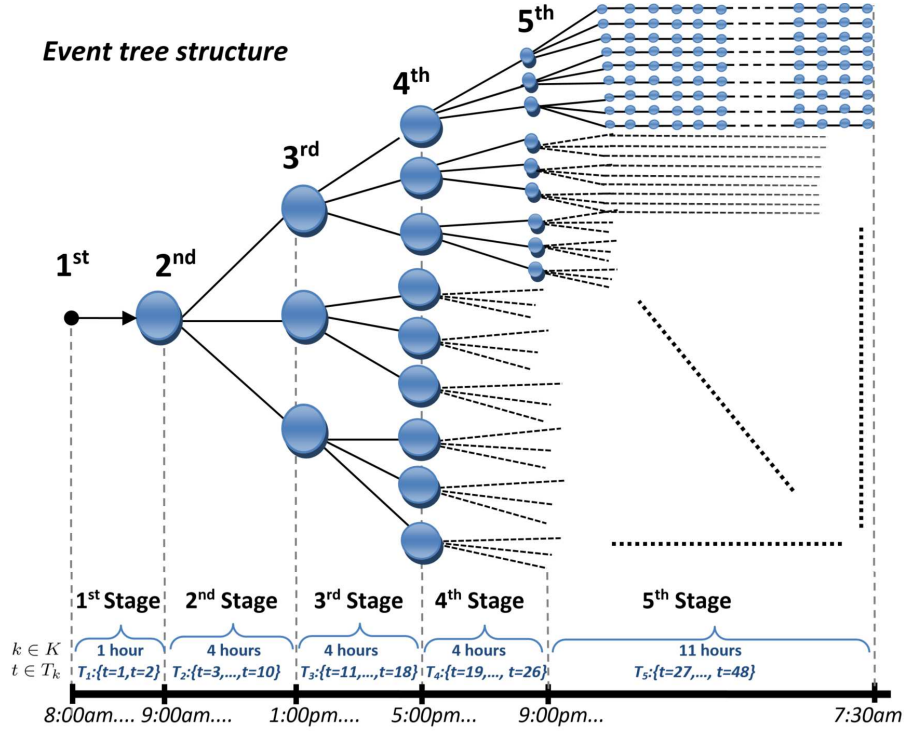 5th
Event tree structure
4th
3rd
1st
2nd
1st Stage 2nd Stage 3rd Stage 4th Stage 5th Stage
k ∈ K 1 hour 4 hours 4 hours 4 hours 11 hours
t ∈ Tk T1:{t=1,t=2} T2:{t=3,...,t=10} T3:{t=11,...,t=18} T4:{t=19,..., t=26} T5:{t=27,..., t=48}
8:00am.... 9:00am... 1:00pm.... 5:00pm... 9:00pm... 7:30am